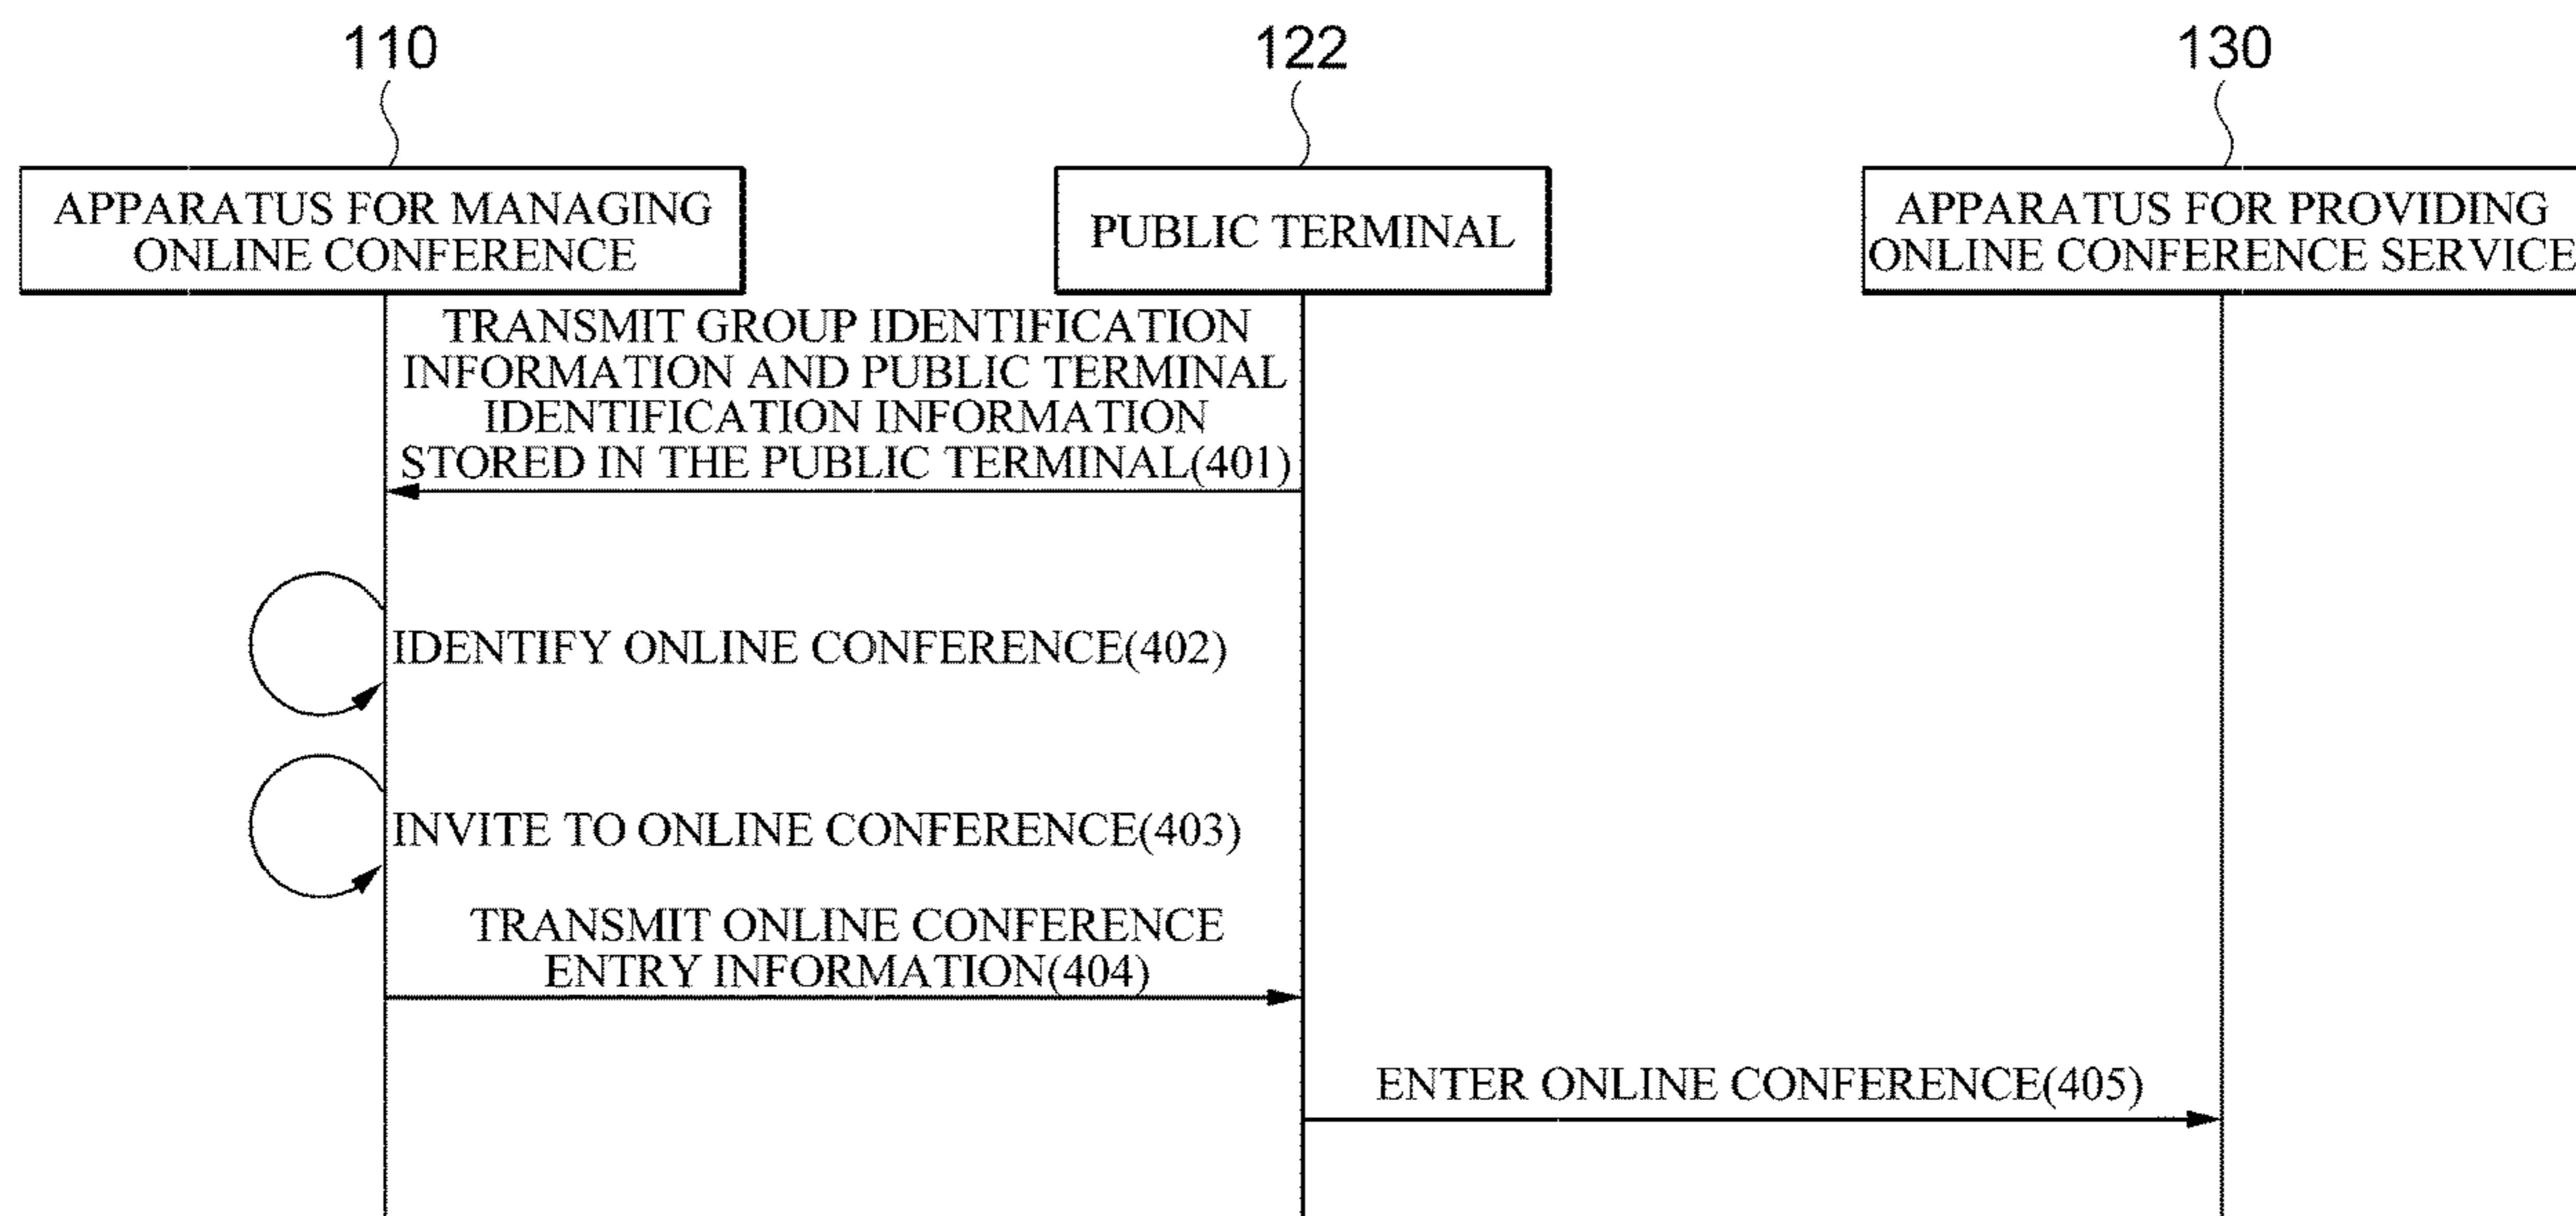 110
122
130
APPARATUS FOR MANAGING
ONLINE CONFERENCE
PUBLIC TERMINAL
APPARATUS FOR PROVIDING
ONLINE CONFERENCE SERVICE
TRANSMIT GROUP IDENTIFICATION
INFORMATION AND PUBLIC TERMINAL
IDENTIFICATION INFORMATION
STORED IN THE PUBLIC TERMINAL(401)
IDENTIFY ONLINE CONFERENCE(402)
INVITE TO ONLINE CONFERENCE(403)
TRANSMIT ONLINE CONFERENCE
ENTRY INFORMATION(404)
ENTER ONLINE CONFERENCE(405)